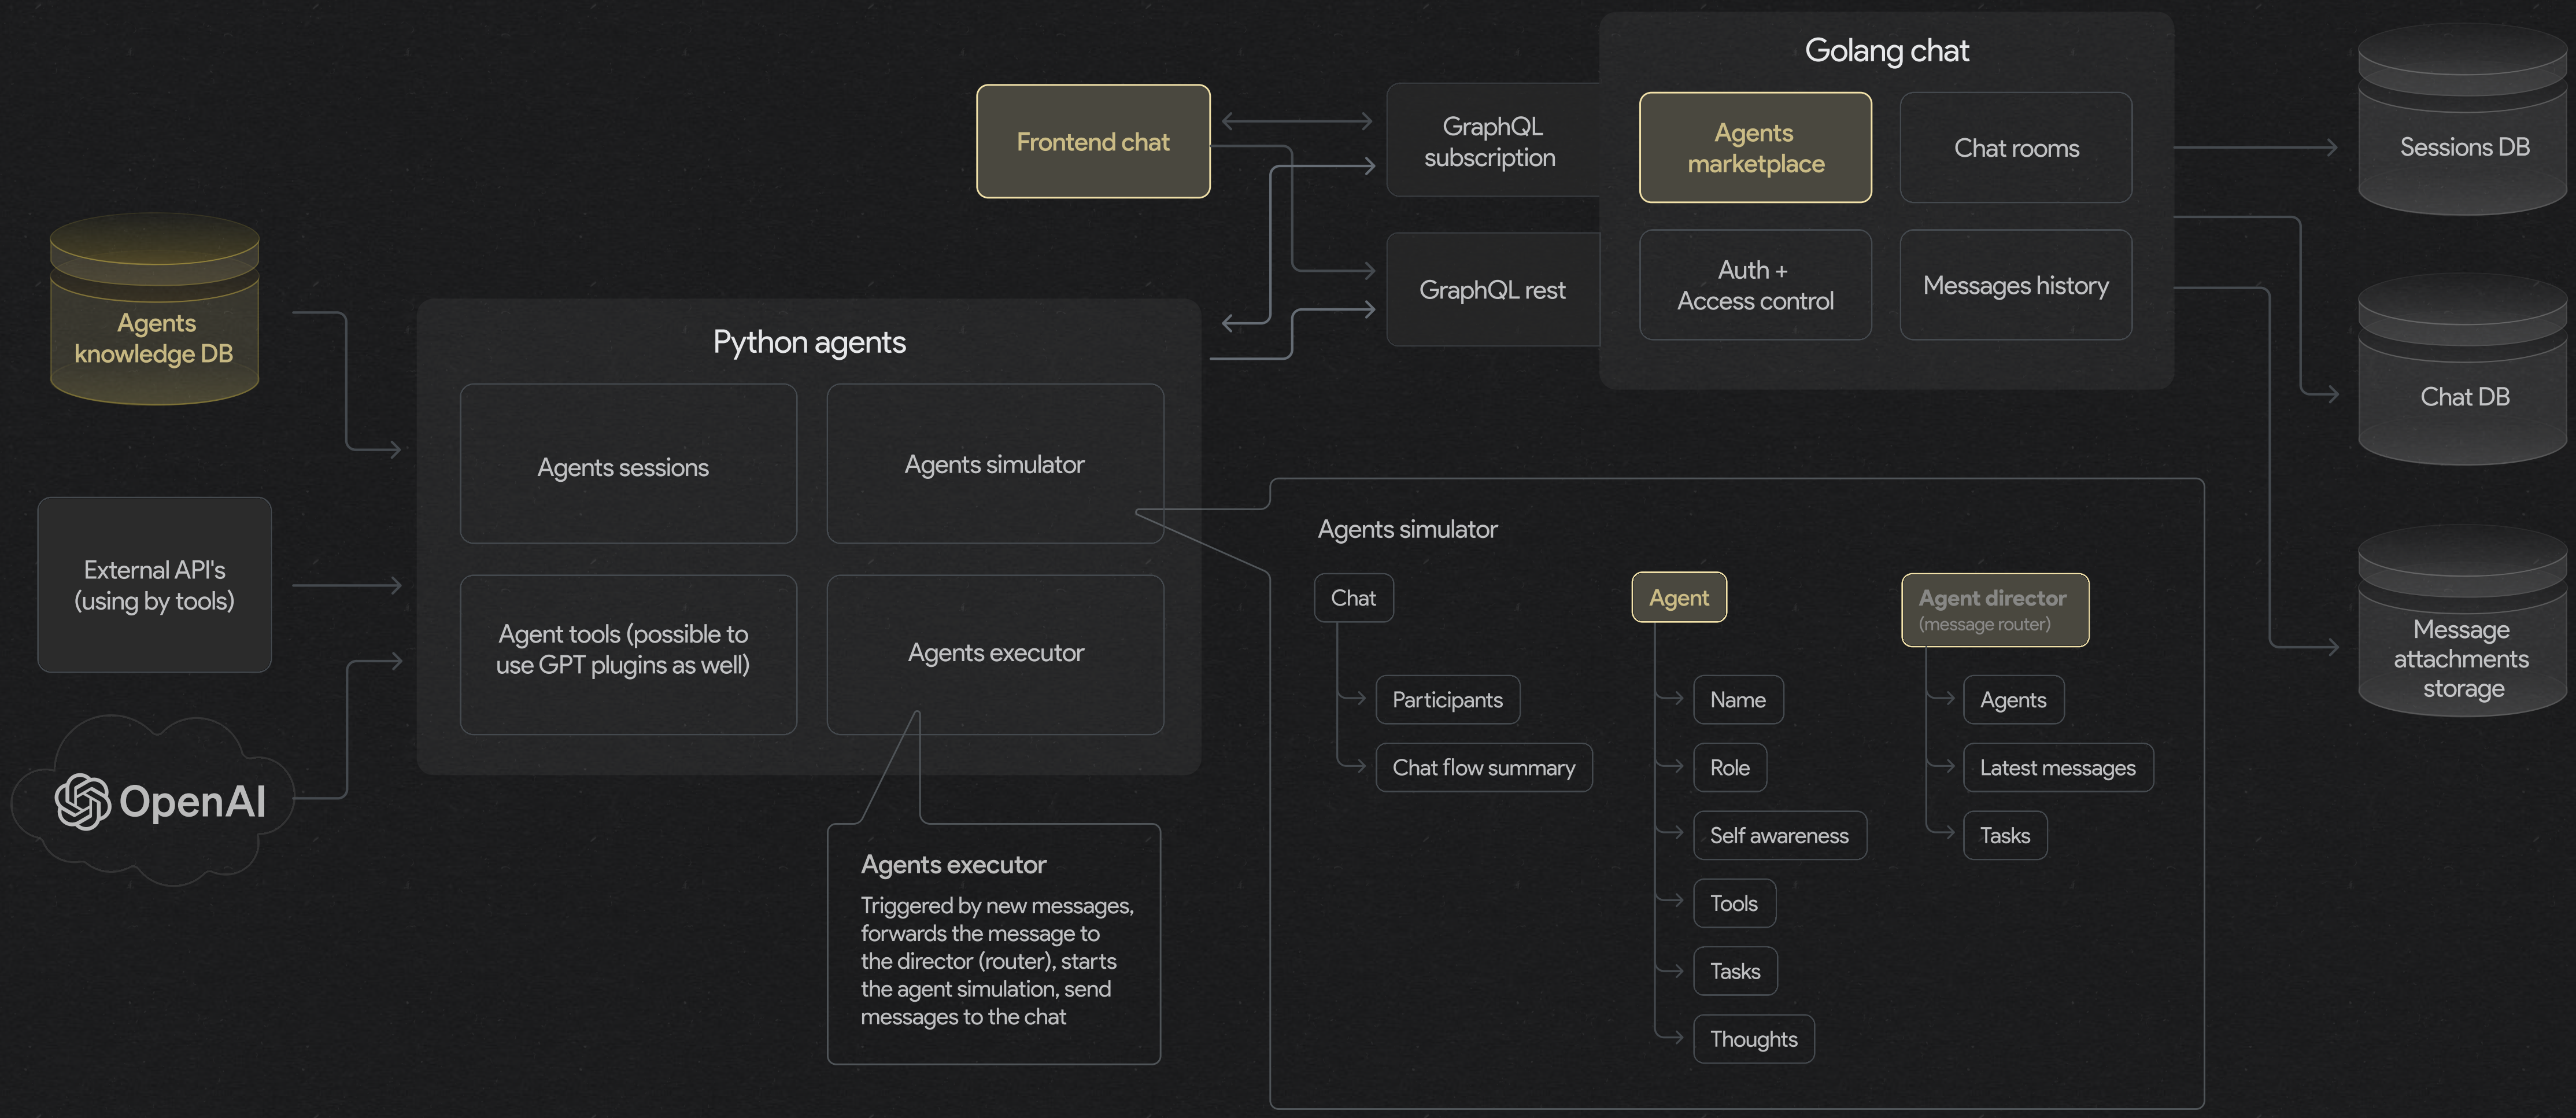 Golang chat
Frontend chat
GraphQL
subscription
Agents
marketplace
Chat rooms
Sessions DB
GraphQL rest
Auth +
Access control
Messages history
Agents
knowledge DB
Python agents
Chat DB
Agents sessions
Agents simulator
External API's
(using by tools)
Agent tools (possible to
use GPT plugins as well)
Agents executor
OpenAI
Message
attachments
storage
Agents executor
Triggered by new messages,
forwards the message to
the director (router), starts
the agent simulation, send
messages to the chat
Agents simulator
Chat
Participants
Chat flow summary
Agent
Name
Role
Self awareness
Tools
Tasks
Thoughts
Agent director
(message router)
Agents
Latest messages
Tasks